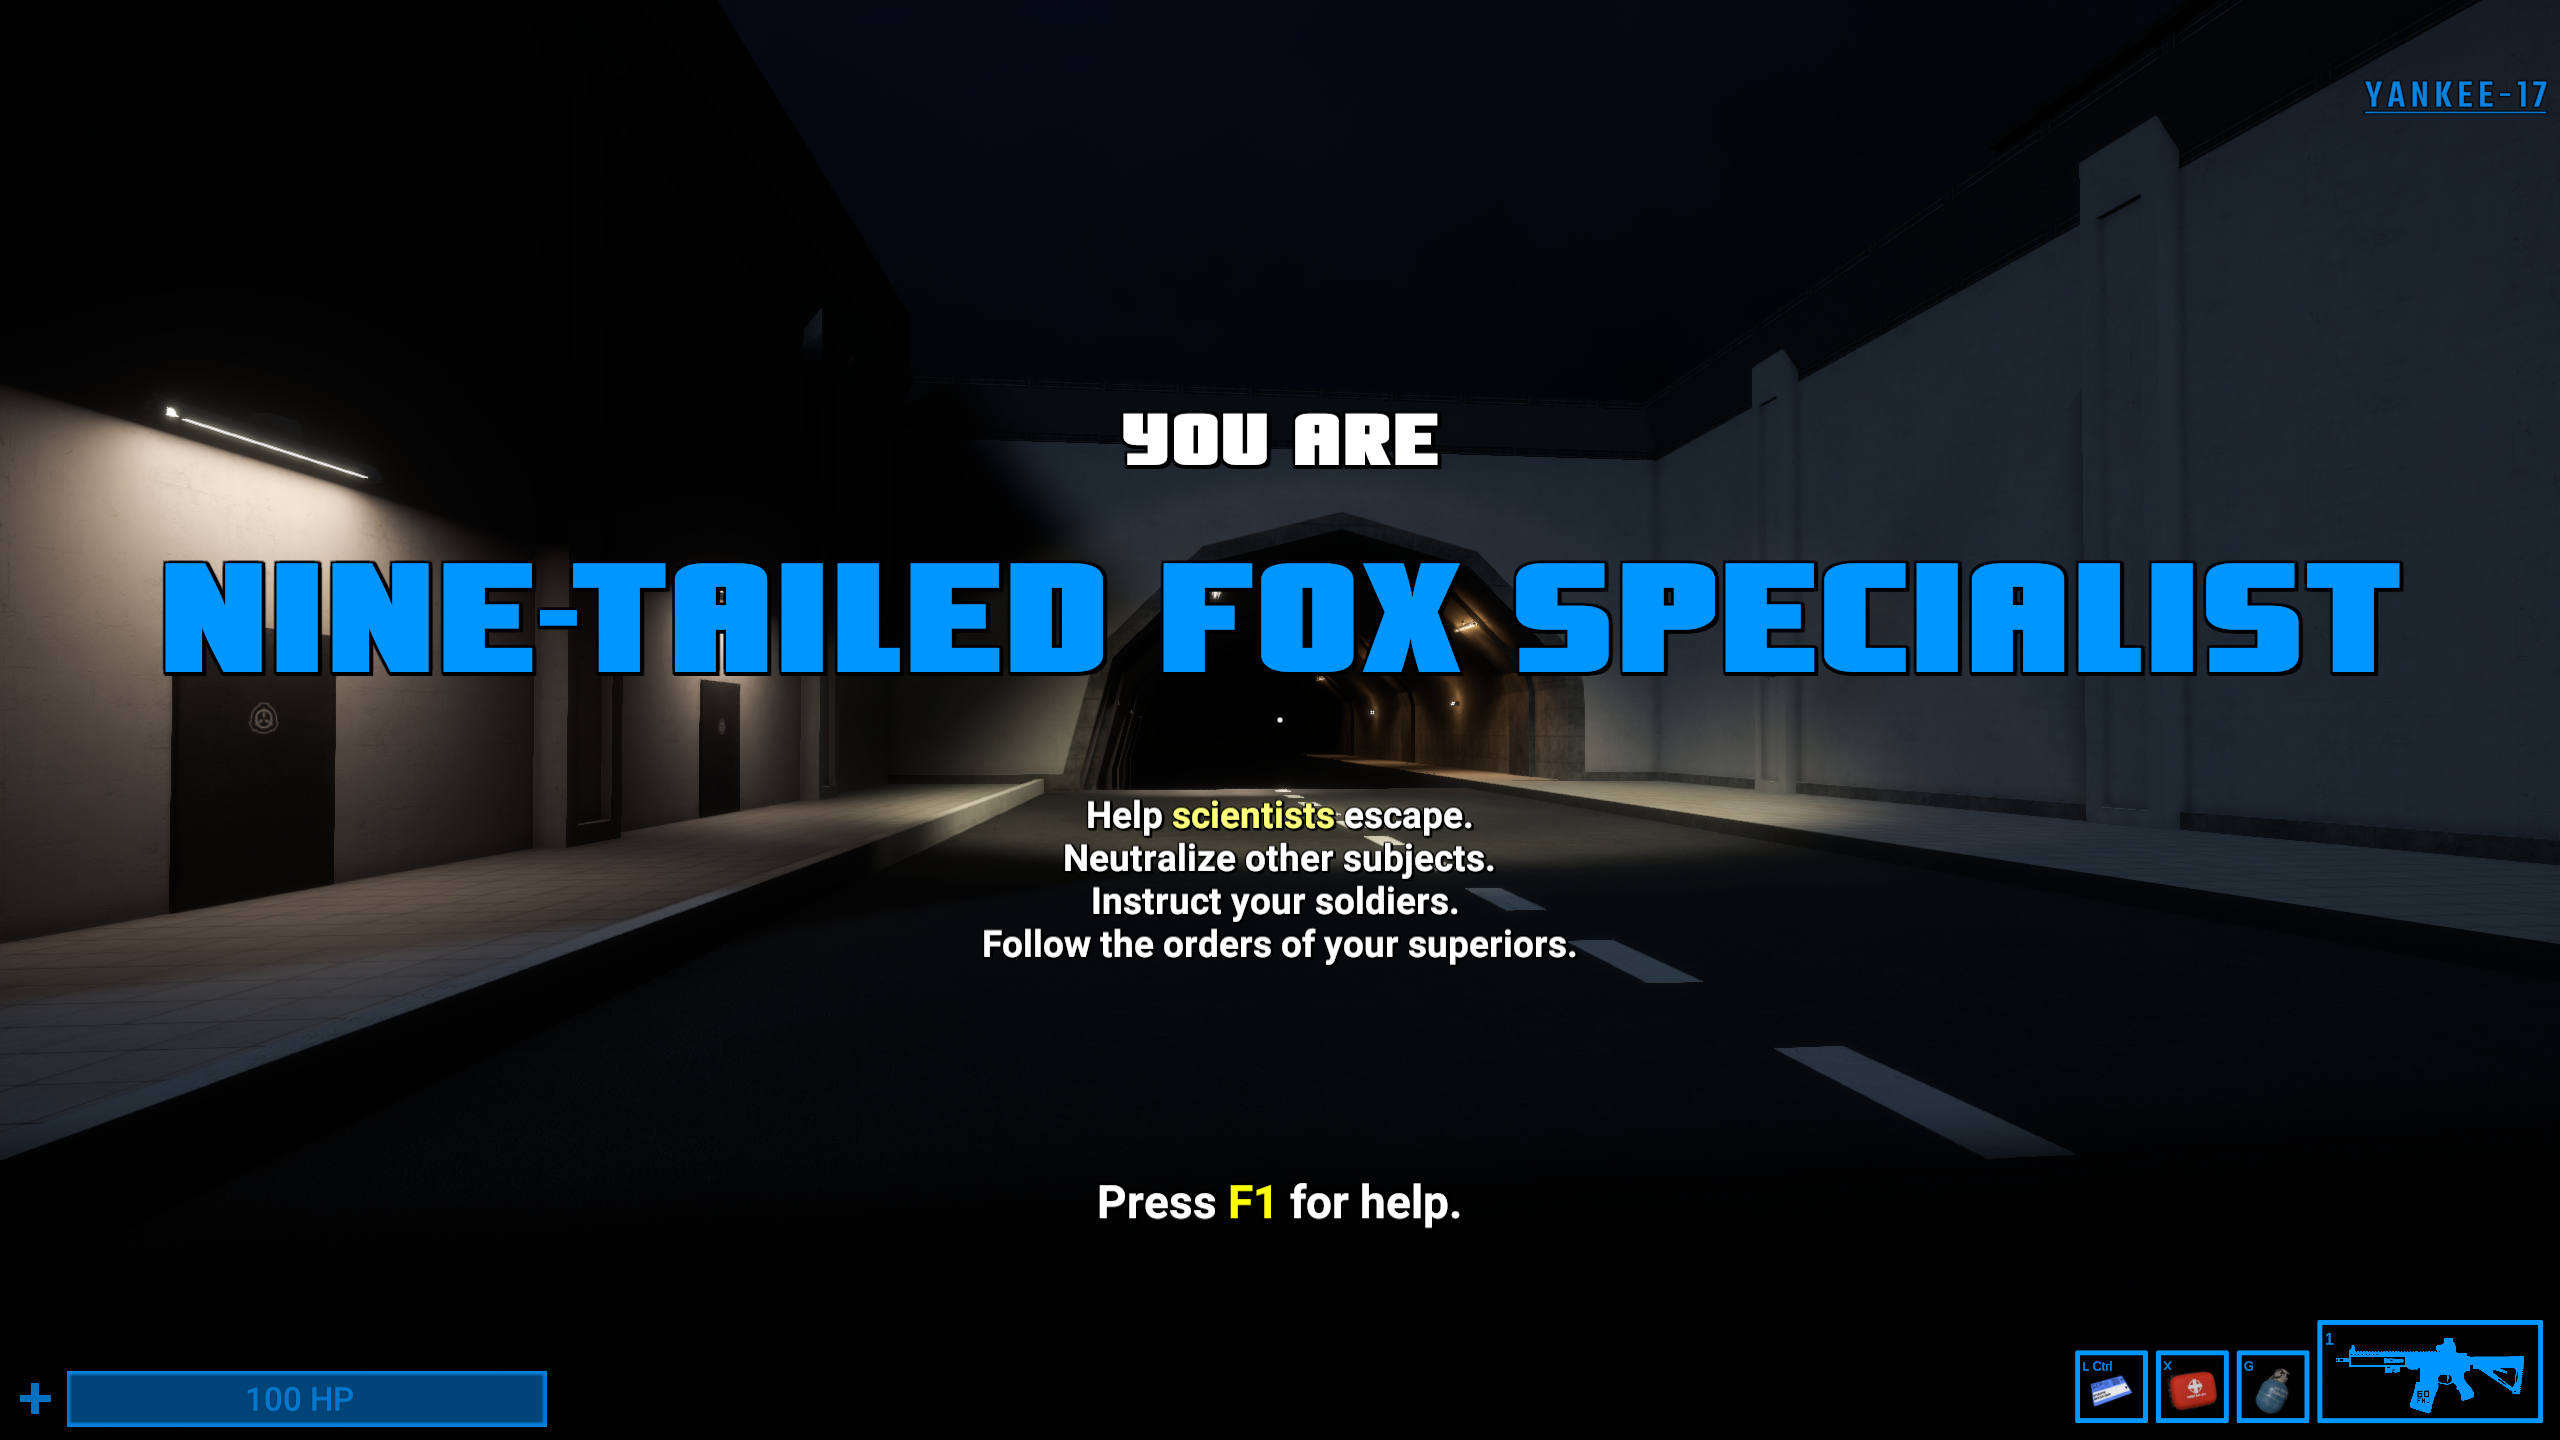 YANKEE-17
YOU ARE
NINE-TAILED FOX SPECIALIST
Help scientists escape.
Neutralize other subjects.
Instruct your soldiers.
Follow the orders of your superiors.
Press F1 for help.
100 HP
L Ctrl
X
G
1